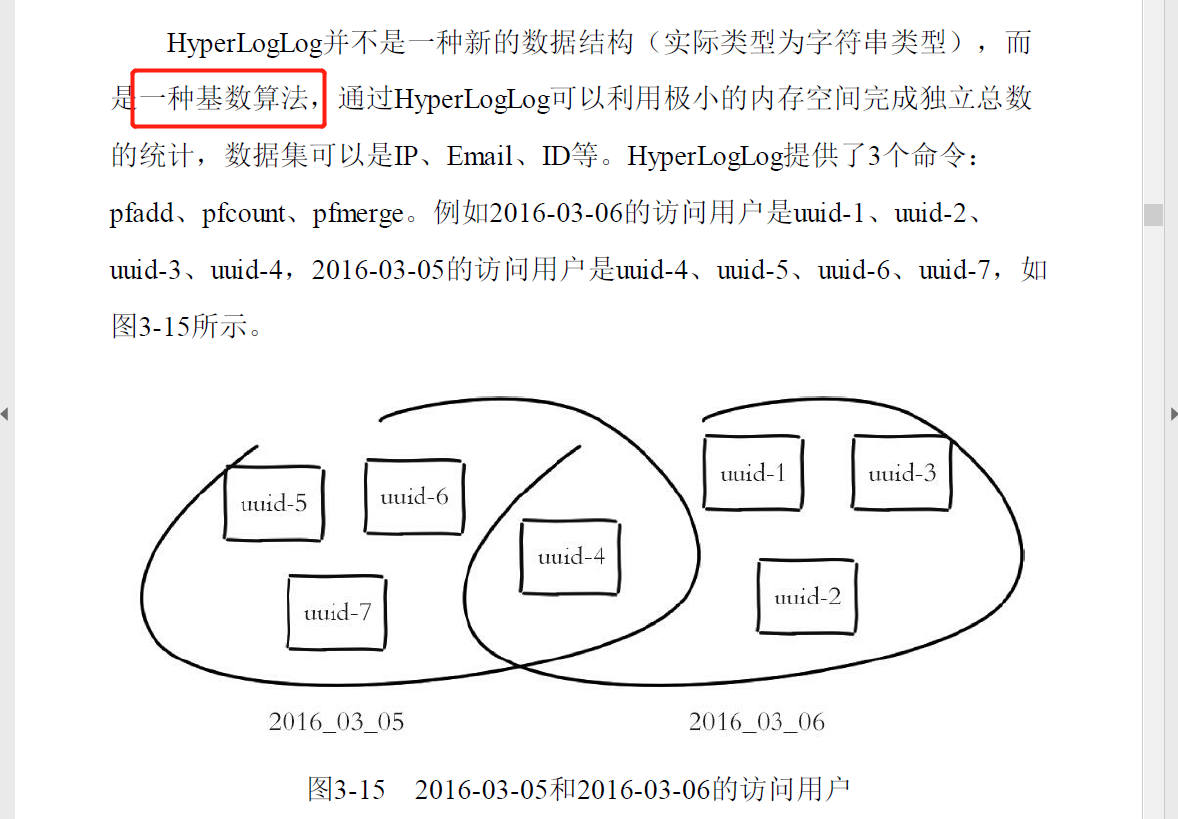 HyperLogLog并不是一种新的数据结构（实际类型为字符串类型），而
是一种基数算法，通过HyperLogLog可以利用极小的内存空间完成独立总数
的统计，数据集可以是IP、Email、ID等。HyperLogLog提供了3个命令：
pfadd、pfcount、pfmerge。例如2016-03-06的访问用户是uuid-1、uuid-2、
uuid-3、uuid-4，2016-03-05的访问用户是uuid-4、uuid-5、uuid-6、uuid-7，如
图3-15所示。
uuid-5
uuid-6
uuid-7
uuid-4
uuid-1
uuid-3
uuid-2
2016_03_05
2016_03_06
图3-15 2016-03-05和2016-03-06的访问用户